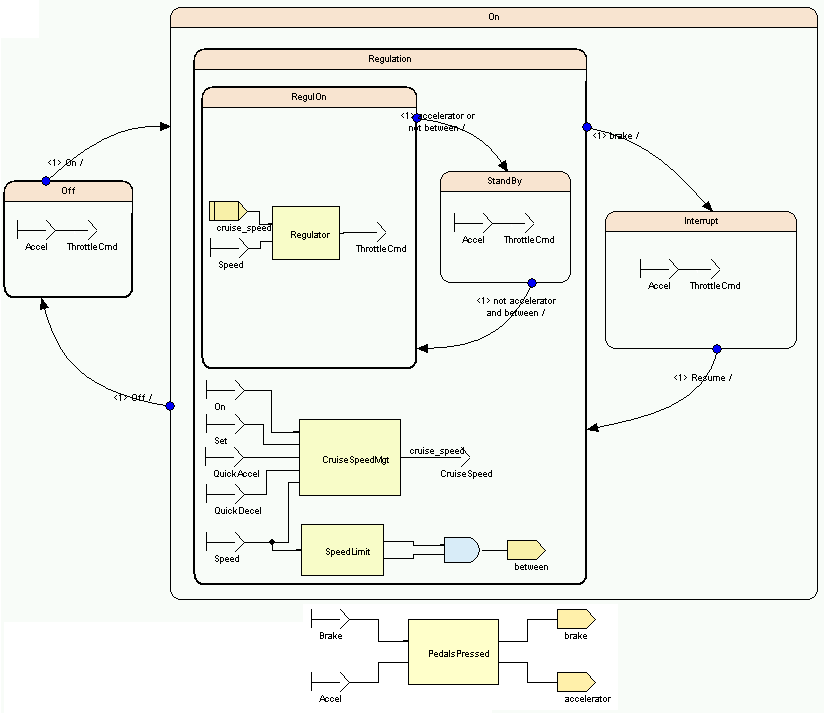 On
Regulation
RegulOn
<1> accelerator or
not between /
<1> brake /
<1> On /
StandBy
Off
Interrupt
cruise_speed
Regulator
Accel
ThrottleCmd
Accel
ThrottleCmd
ThrottleCmd
Speed
Accel
ThrottleCmd
<1> not accelerator
and between /
<1> Resume /
<1> Off /
On
Set
cruise_speed
CruiseSpeedMgt
QuickAccel
CruiseSpeed
QuickDecel
Speed
SpeedLimit
between
Brake
brake
PedalsPressed
Accel
accelerator